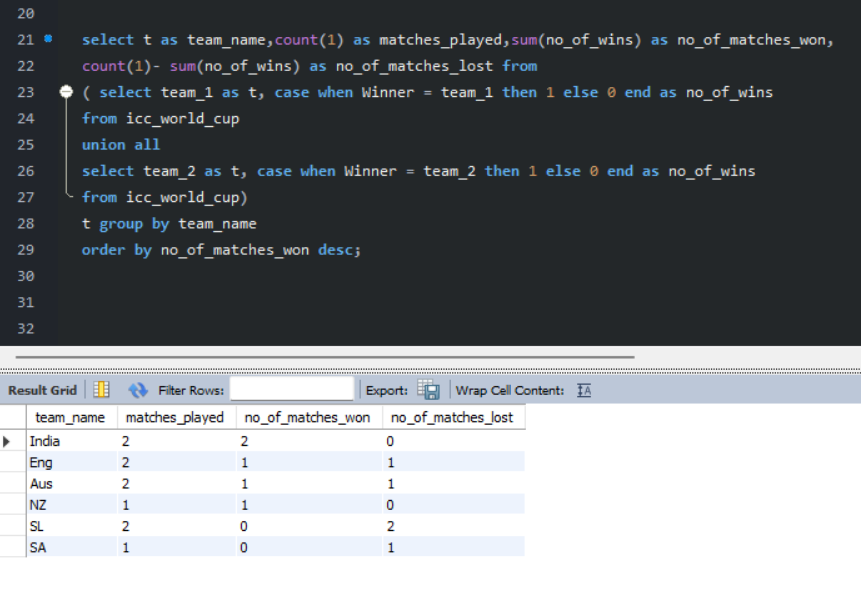 20
21 select t as team_name,count(1) as matches_played,sum(no_of_wins) as no_of_matches_won,
22 count(1)- sum(no_of_wins) as no_of_matches_lost from
23 ( select team_1 as t, case when Winner = team_1 then 1 else 0 end as no_of_wins
24 from icc_world_cup
25 union all
26 select team_2 as t, case when Winner = team_2 then 1 else 0 end as no_of_wins
27 from icc_world_cup)
28 t group by team_name
29 order by no_of_matches_won desc;
30
31
32
Result Grid Filter Rows: Export: Wrap Cell Content: IA
team_name matches_played no_of_matches_won no_of_matches_lost
India 2 2 0
Eng 2 1 1
Aus 2 1 1
NZ 1 1 0
SL 2 0 2
SA 1 0 1